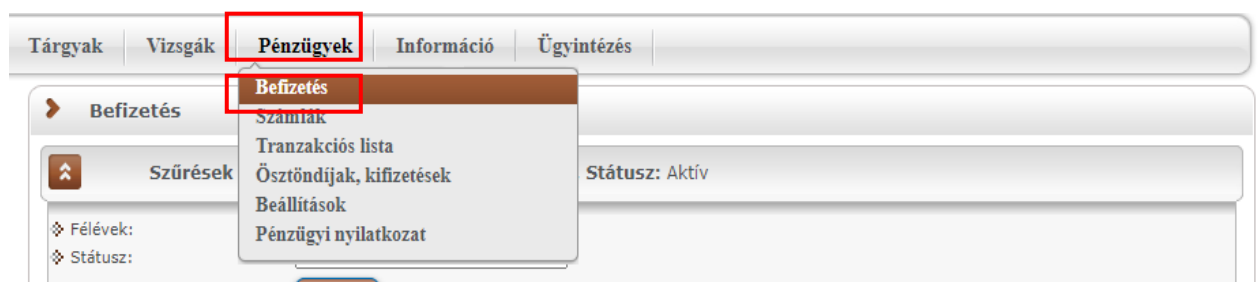 Tárgyak Vizsgák Pénzügyek Információ Ügyintézés
Befizetés
Befizetés
Számlák
Tranzakciós lista
Szűrések Ösztöndíjak, kifizetések Státusz: Aktív
Beállítások
Félévek:
Pénzügyi nyilatkozat
Státusz: